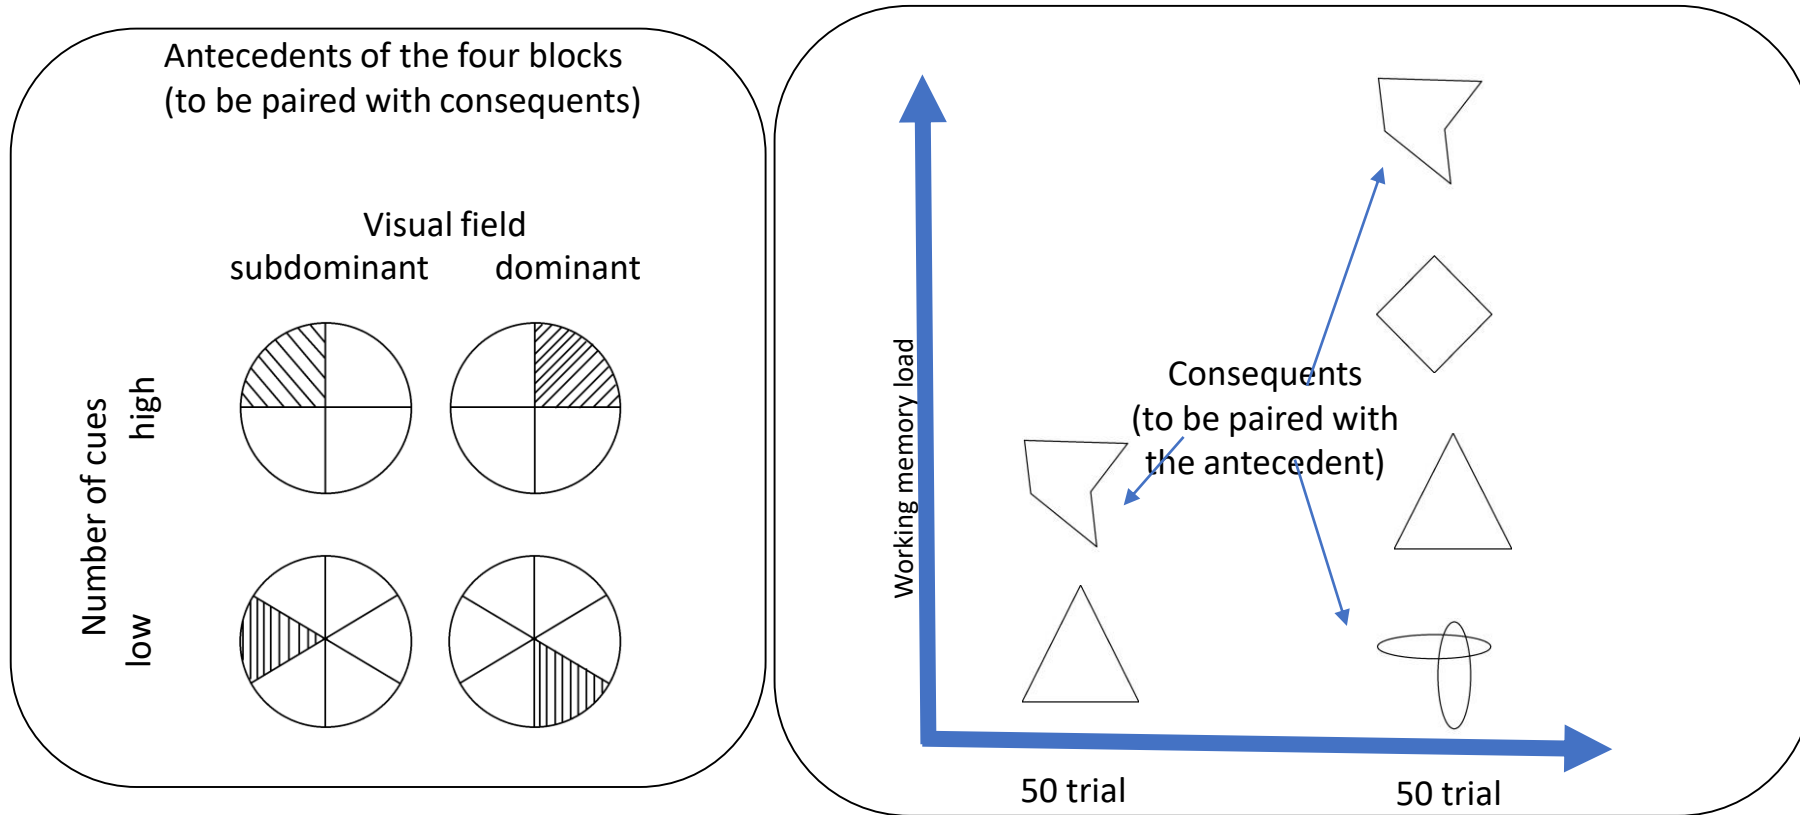 Antecedents of the four blocks
(to be paired with consequents)
Visual field
subdominant dominant
Number of cues
high
low
Working memory load
Consequents
(to be paired with
the antecedent)
50 trial
50 trial